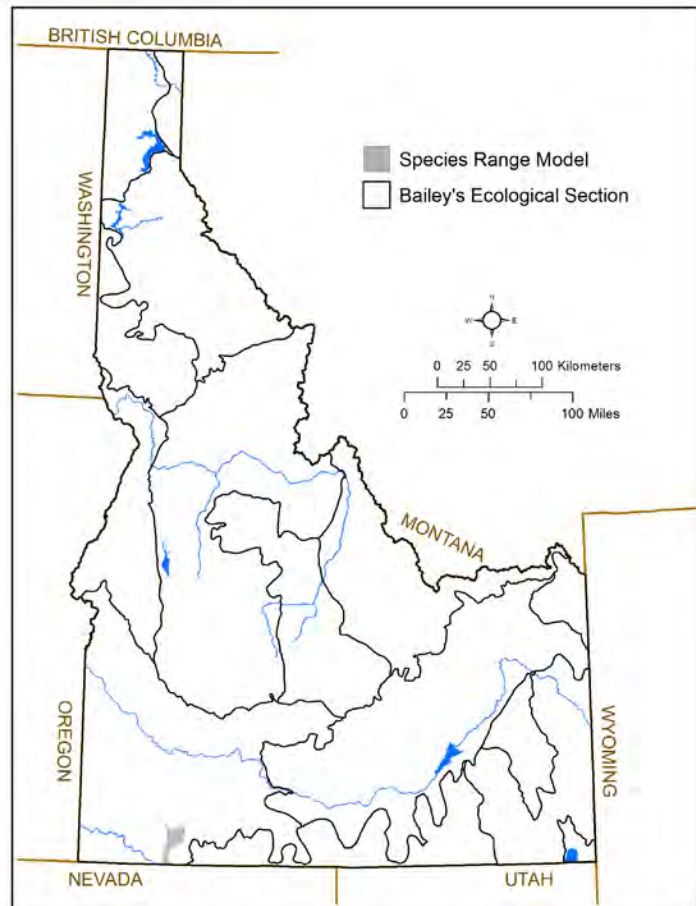 BRITISH COLUMBIA
WASHINGTON
Species Range Model
Bailey's Ecological Section
N
W
E
S
0 25 50 100 Kilometers
0 25 50 100 Miles
MONTANA
OREGON
WYOMING
NEVADA
UTAH